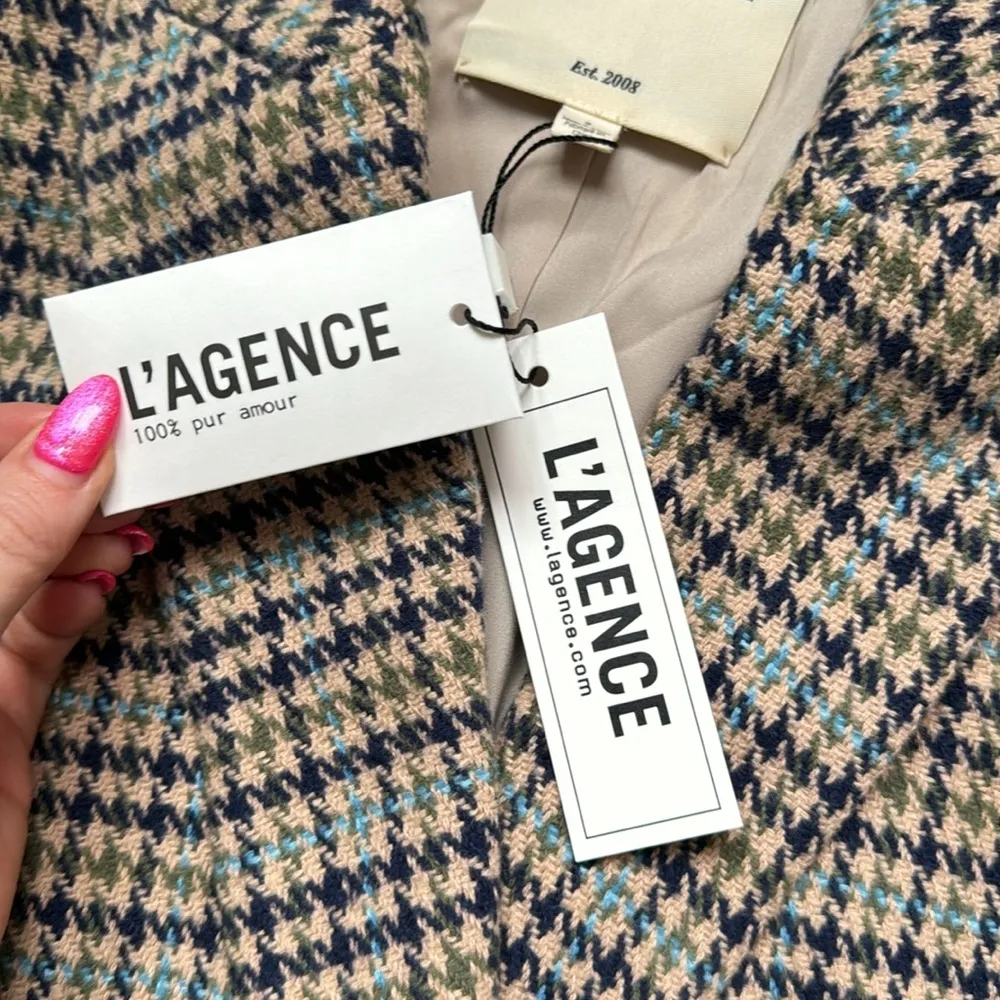 Est. 2008
L'AGENCE
100% pur amour
L'AGENCE
www.lagence.com